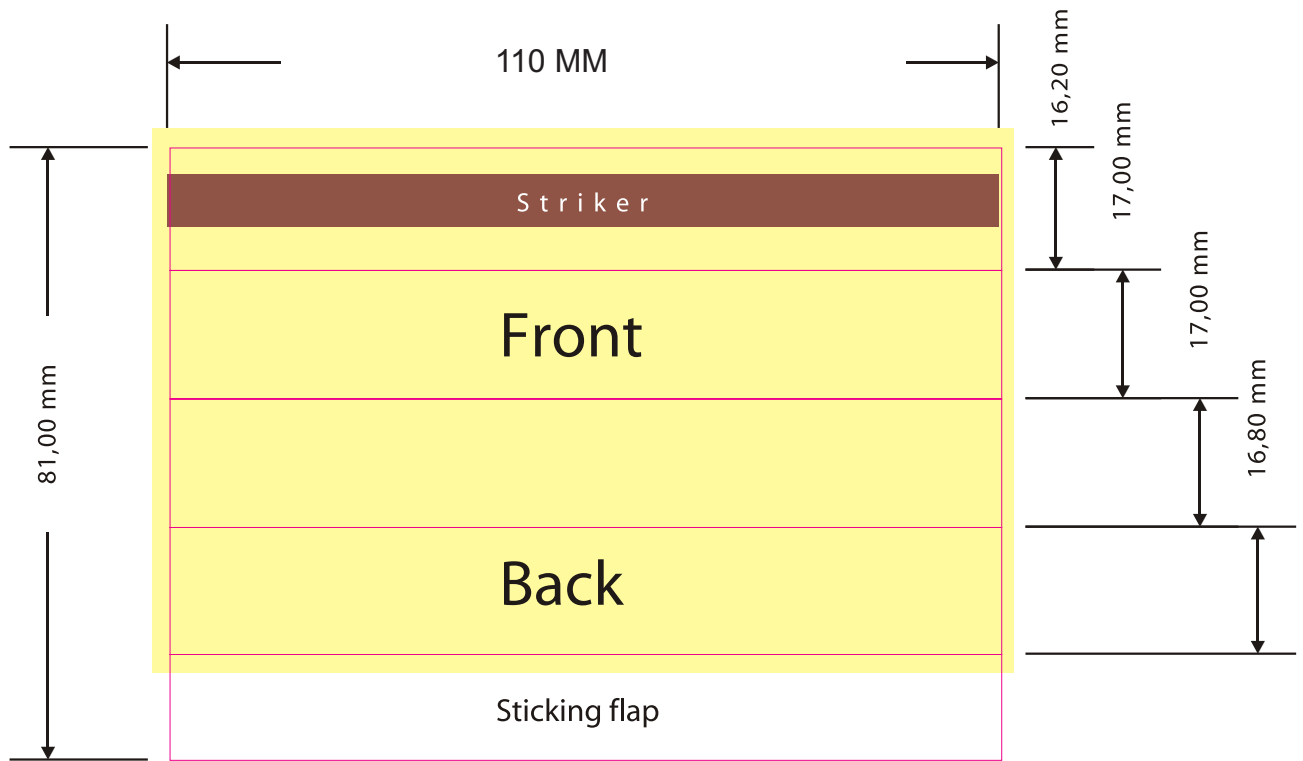 110 MM
16,20 mm
17,00 mm
17,00 mm
16,80 mm
81,00 mm
Striker
Front
Back
Sticking flap